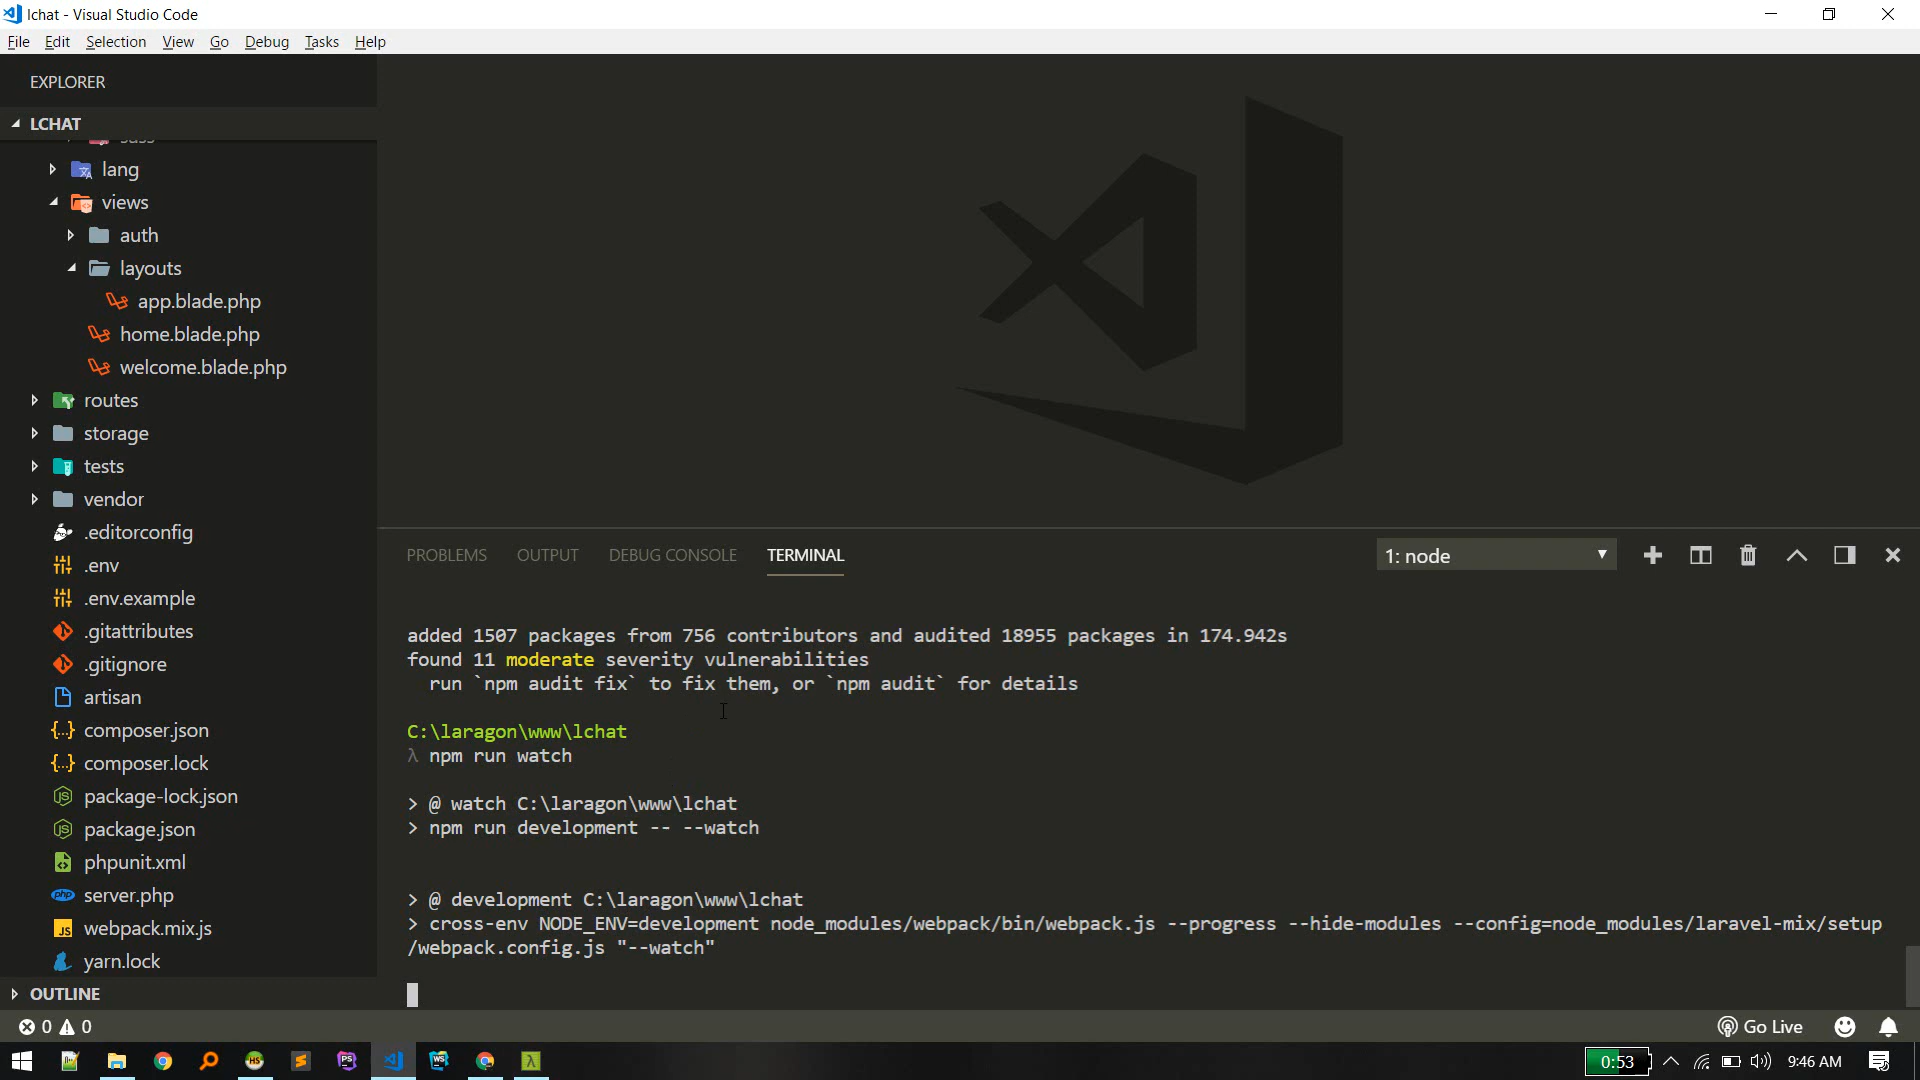 lchat - Visual Studio Code
File Edit Selection View Go Debug Tasks Help
EXPLORER
LCHAT
sass
lang
views
auth
layouts
app.blade.php
home.blade.php
welcome.blade.php
routes
storage
tests
vendor
.editorconfig
.env
.env.example
.gitattributes
.gitignore
artisan
composer.json
composer.lock
package-lock.json
package.json
phpunit.xml
server.php
webpack.mix.js
yarn.lock
OUTLINE
PROBLEMS OUTPUT DEBUG CONSOLE TERMINAL 1: node
added 1507 packages from 756 contributors and audited 18955 packages in 174.942s
found 11 moderate severity vulnerabilities
run `npm audit fix` to fix them, or `npm audit` for details
C:\laragon\www\lchat
λ npm run watch
> @ watch C:\laragon\www\lchat
> npm run development -- --watch
> @ development C:\laragon\www\lchat
> cross-env NODE_ENV=development node_modules/webpack/bin/webpack.js --progress --hide-modules --config=node_modules/laravel-mix/setup
/webpack.config.js "--watch"
0 0 Go Live
0:53 9:46 AM